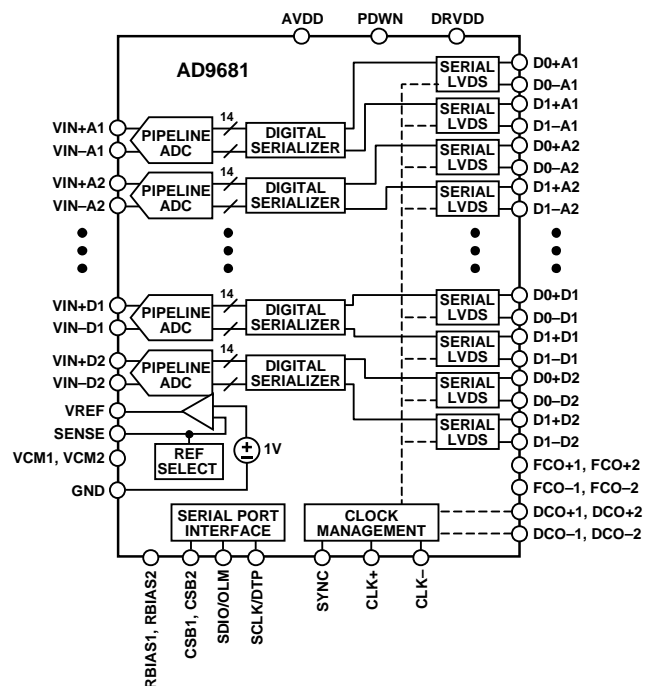 AVDD
PDWN
DRVDD
AD9681
SERIAL
LVDS
D0+A1
D0–A1
VIN+A1
VIN–A1
PIPELINE
ADC
14
DIGITAL
SERIALIZER
SERIAL
LVDS
D1+A1
D1–A1
SERIAL
LVDS
D0+A2
D0–A2
VIN+A2
VIN–A2
PIPELINE
ADC
14
DIGITAL
SERIALIZER
SERIAL
LVDS
D1+A2
D1–A2
VIN+D1
VIN–D1
PIPELINE
ADC
14
DIGITAL
SERIALIZER
SERIAL
LVDS
D0+D1
D0–D1
SERIAL
LVDS
D1+D1
D1–D1
VIN+D2
VIN–D2
PIPELINE
ADC
14
DIGITAL
SERIALIZER
SERIAL
LVDS
D0+D2
D0–D2
SERIAL
LVDS
D1+D2
D1–D2
VREF
SENSE
VCM1, VCM2
GND
REF
SELECT
1V
FCO+1, FCO+2
FCO–1, FCO–2
DCO+1, DCO+2
DCO–1, DCO–2
SERIAL PORT
INTERFACE
CLOCK
MANAGEMENT
RBIAS1, RBIAS2
CSB1, CSB2
SDIO/OLM
SCLK/DTP
SYNC
CLK+
CLK–